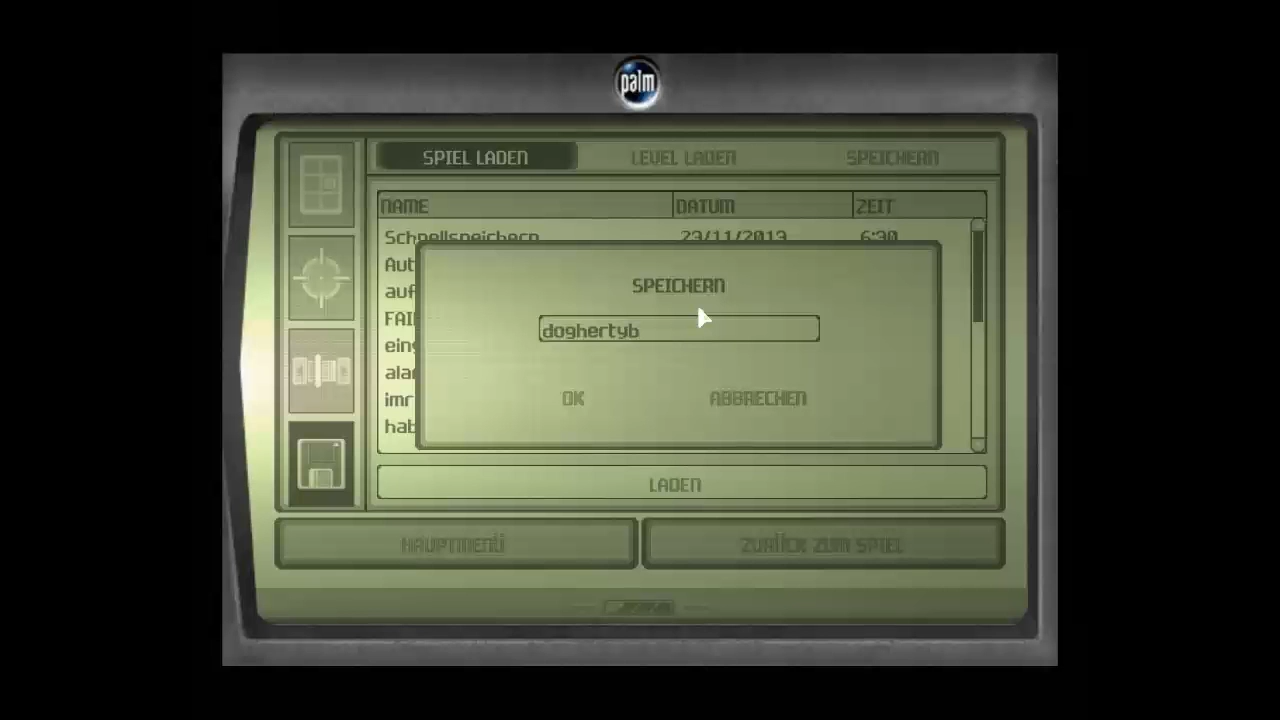 palm
SPIEL LADEN LEVEL LADEN SPEICHERN
NAME DATUM ZEIT
Schnellspeichern 23/11/2013 6:30
Aut
auf
FAI
ein
alar
imr
hab
SPEICHERN
doghertyb
OK ABBRECHEN
LADEN
HAUPTMENÜ ZURÜCK ZUM SPIEL